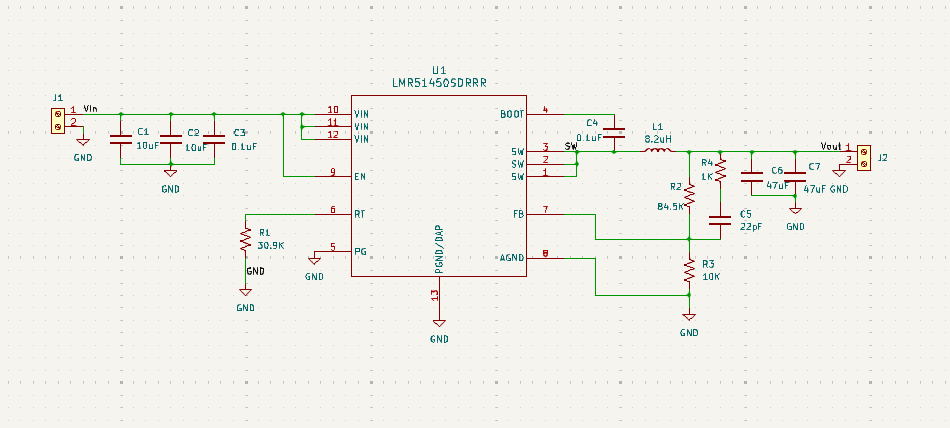 U1
LMR51450SDRRR
J1
1 Vin
2
GND
C1
10uF
C2
10uF
C3
0.1uF
GND
10 VIN
11 VIN
12 VIN
9 EN
6 RT
5 PG
R1
30.9K
GND
GND
GND
PGND/DAP
13
GND
BOOT 4
SW 3
SW 2
SW 1
FB 7
AGND 8
C4
0.1uF
SW
L1
8.2uH
R2
84.5K
R4
1K
C5
22pF
R3
10K
GND
C6
47uF
C7
47uF
GND
Vout 1
2
J2
GND